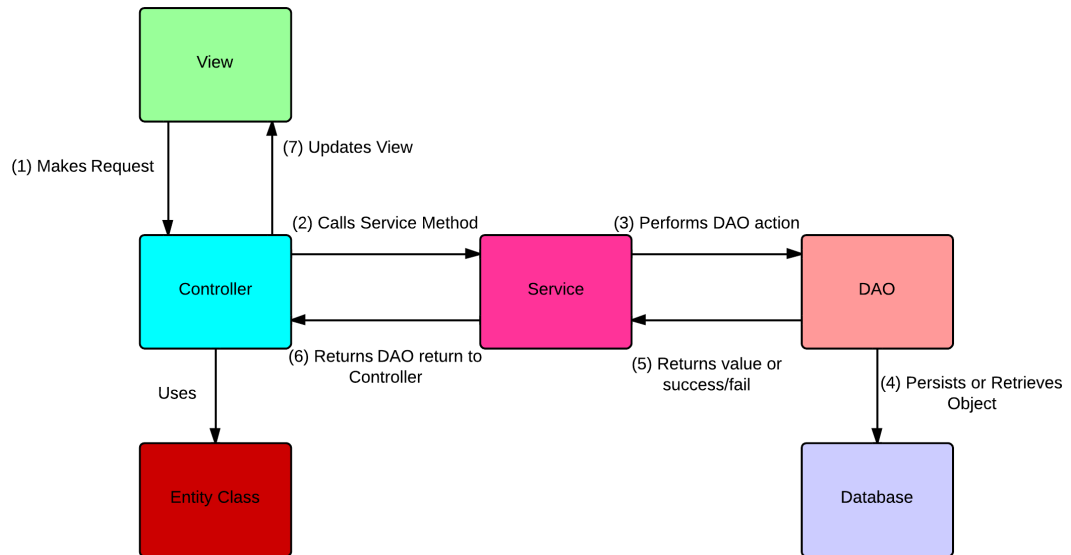 View
(1) Makes Request
(7) Updates View
(2) Calls Service Method
(3) Performs DAO action
Controller
Service
DAO
(6) Returns DAO return to
Controller
(5) Returns value or
success/fail
(4) Persists or Retrieves
Object
Uses
Entity Class
Database